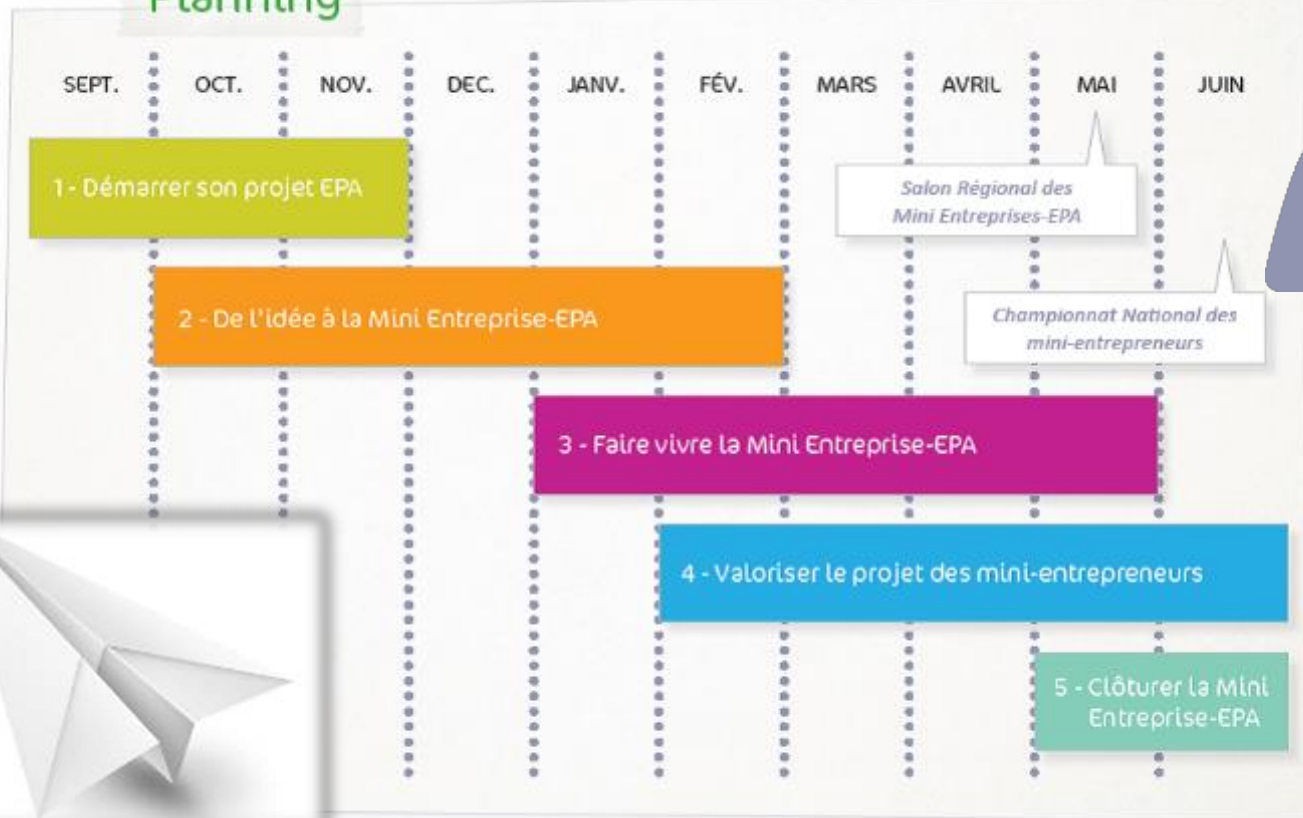 Planning
SEPT. OCT. NOV. DEC. JANV. FÉV. MARS AVRIL MAI JUIN
1 - Démarrer son projet EPA
Salon Régional des
Mini Entreprises-EPA
2 - De l'idée à la Mini Entreprise-EPA
Championnat National des
mini-entrepreneurs
3 - Faire vivre la Mini Entreprise-EPA
4 - Valoriser le projet des mini-entrepreneurs
5 - Clôturer la Mini
Entreprise-EPA